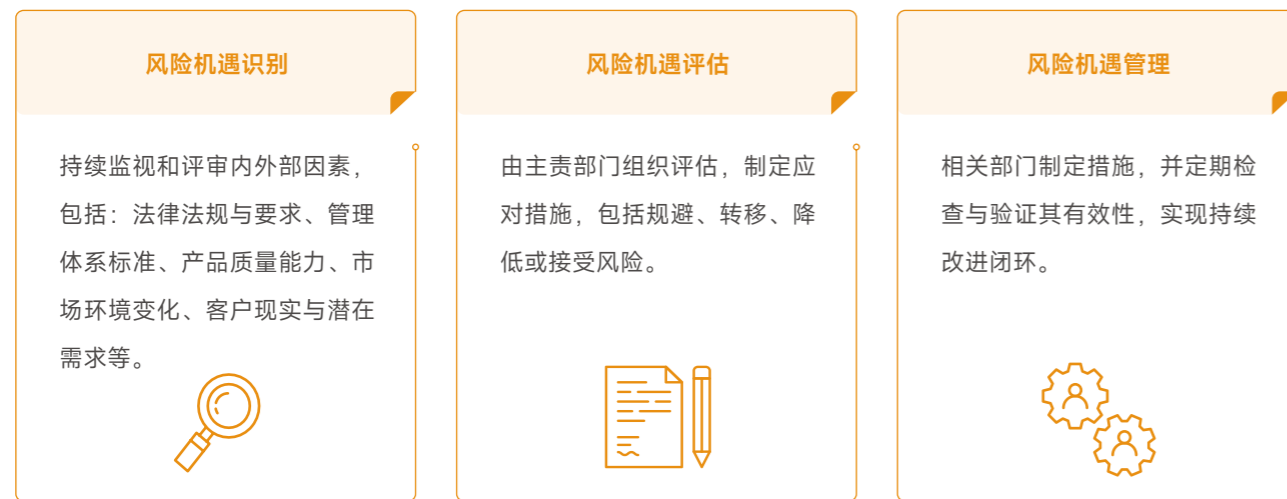 风险机遇识别
持续监视和评审内外部因素，
包括：法律法规与要求、管理
体系标准、产品质量能力、市
场环境变化、客户现实与潜在
需求等。
风险机遇评估
由主责部门组织评估，制定应
对措施，包括规避、转移、降
低或接受风险。
风险机遇管理
相关部门制定措施，并定期检
查与验证其有效性，实现持续
改进闭环。